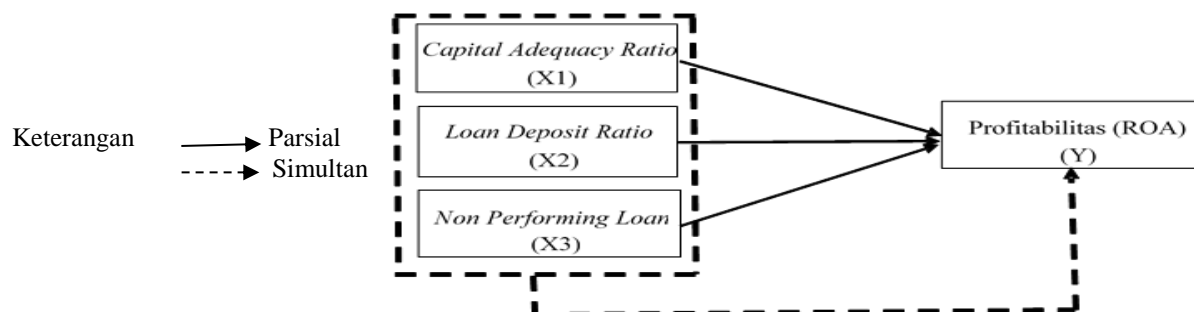 Keterangan
Parsial
Simultan
Capital Adequacy Ratio
(X1)
Loan Deposit Ratio
(X2)
Non Performing Loan
(X3)
Profitabilitas (ROA)
(Y)